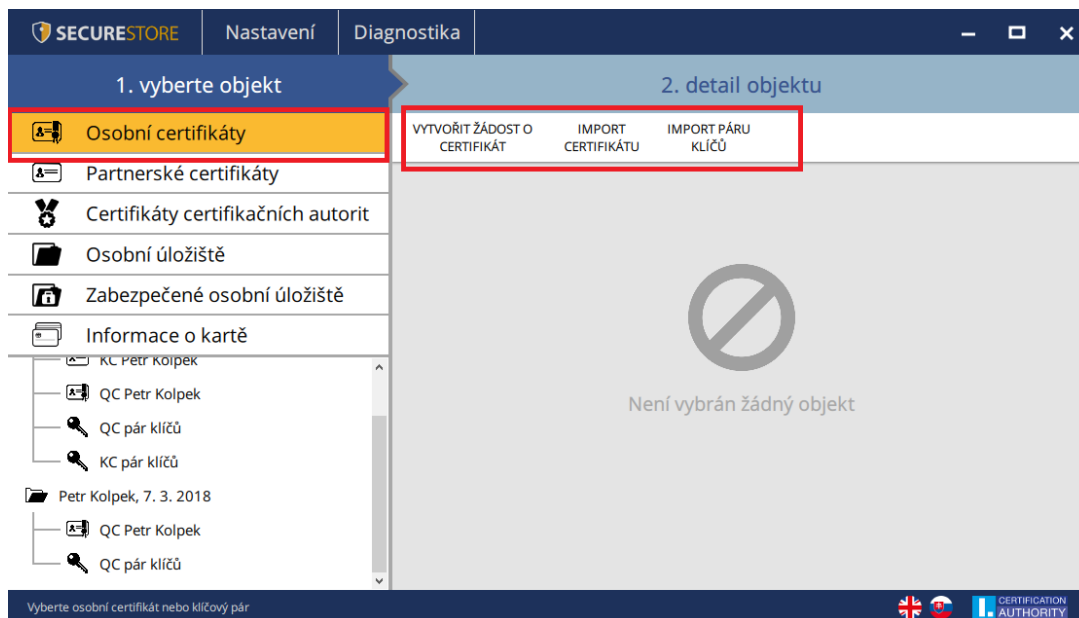 SECURESTORE Nastavení Diagnostika
1. vyberte objekt
2. detail objektu
Osobní certifikáty
Partnerské certifikáty
Certifikáty certifikačních autorit
Osobní úložiště
Zabezpečené osobní úložiště
Informace o kartě
KC Petr Kolpek
QC Petr Kolpek
QC pár klíčů
KC pár klíčů
Petr Kolpek, 7. 3. 2018
QC Petr Kolpek
QC pár klíčů
VYTVOŘIT ŽÁDOST O
CERTIFIKÁT
IMPORT
CERTIFIKÁTU
IMPORT PÁRU
KLÍČŮ
Není vybrán žádný objekt
Vyberte osobní certifikát nebo klíčový pár
I.
CERTIFICATION
AUTHORITY